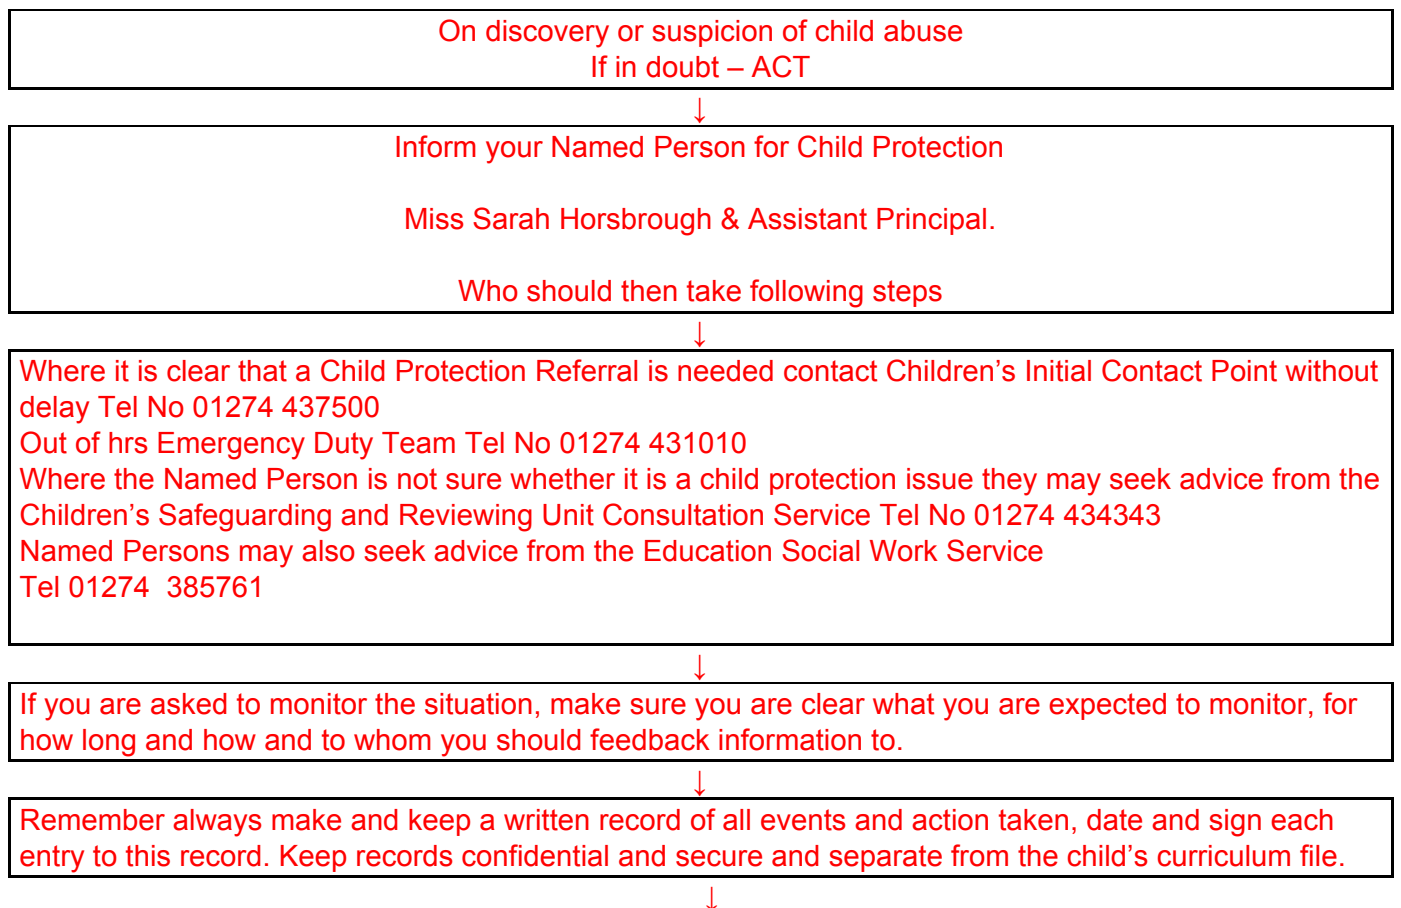 On discovery or suspicion of child abuse
If in doubt – ACT
↓
Inform your Named Person for Child Protection
Miss Sarah Horsbrough & Assistant Principal.
Who should then take following steps
↓
Where it is clear that a Child Protection Referral is needed contact Children’s Initial Contact Point without
delay Tel No 01274 437500
Out of hrs Emergency Duty Team Tel No 01274 431010
Where the Named Person is not sure whether it is a child protection issue they may seek advice from the
Children’s Safeguarding and Reviewing Unit Consultation Service Tel No 01274 434343
Named Persons may also seek advice from the Education Social Work Service
Tel 01274  385761
↓
If you are asked to monitor the situation, make sure you are clear what you are expected to monitor, for
how long and how and to whom you should feedback information to.
↓
Remember always make and keep a written record of all events and action taken, date and sign each
entry to this record. Keep records confidential and secure and separate from the child’s curriculum file.
↓